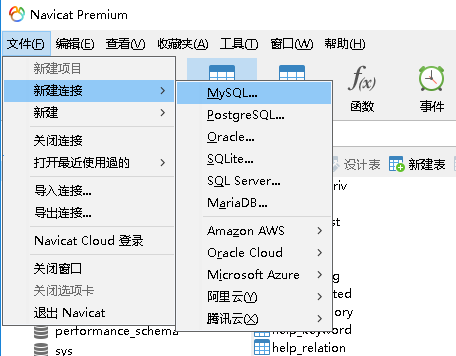 Navicat Premium
文件(F) 编辑(E) 查看(V) 收藏夹(A) 工具(T) 窗口(W) 帮助(H)
新建项目
新建连接
新建
关闭连接
打开最近使用過的
导入连接...
导出连接...
Navicat Cloud 登录
关闭窗口
关闭选项卡
退出 Navicat
MySQL...
PostgreSQL...
Oracle...
SQLite...
SQL Server...
MariaDB...
Amazon AWS
Oracle Cloud
Microsoft Azure
阿里云(Y)
腾讯云(X)
f(x)
函数
事件
设计表 新建表
performance_schema
sys
help_keyword
help_relation